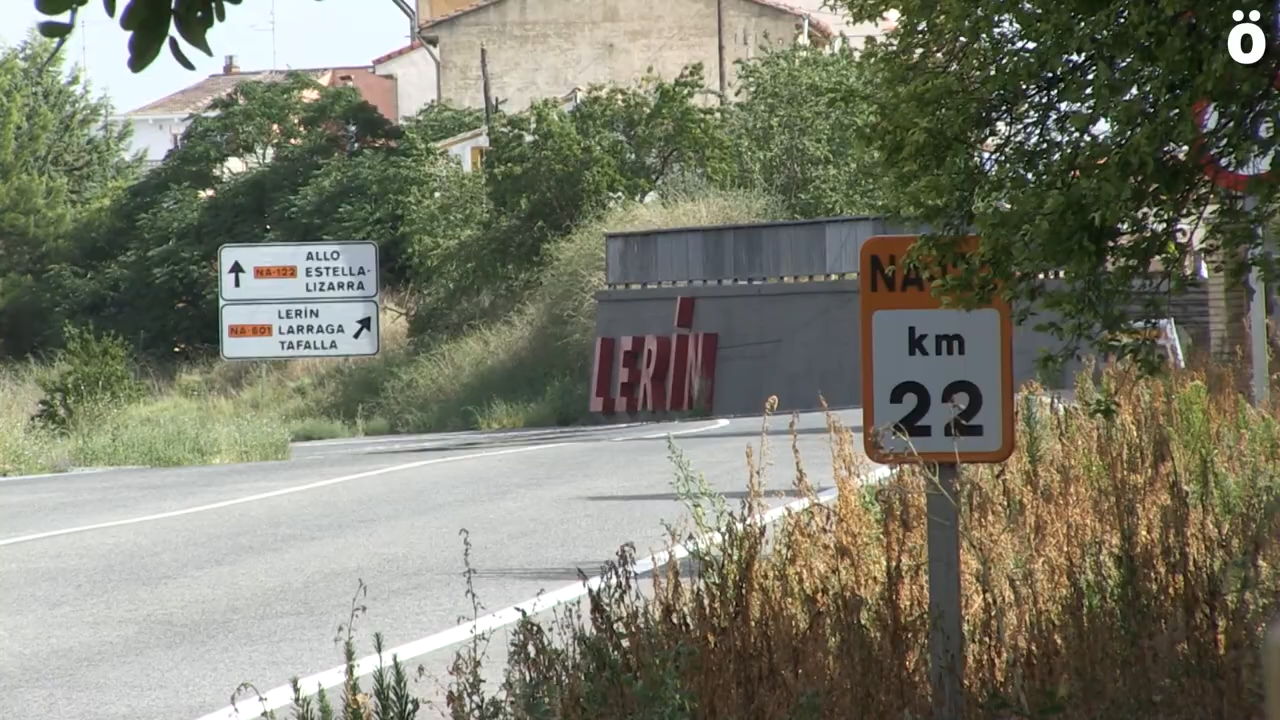 ö
ALLO
NA-122 ESTELLA-
LIZARRA
LERÍN
NA-601 LARRAGA
TAFALLA
LERÍN
km
22